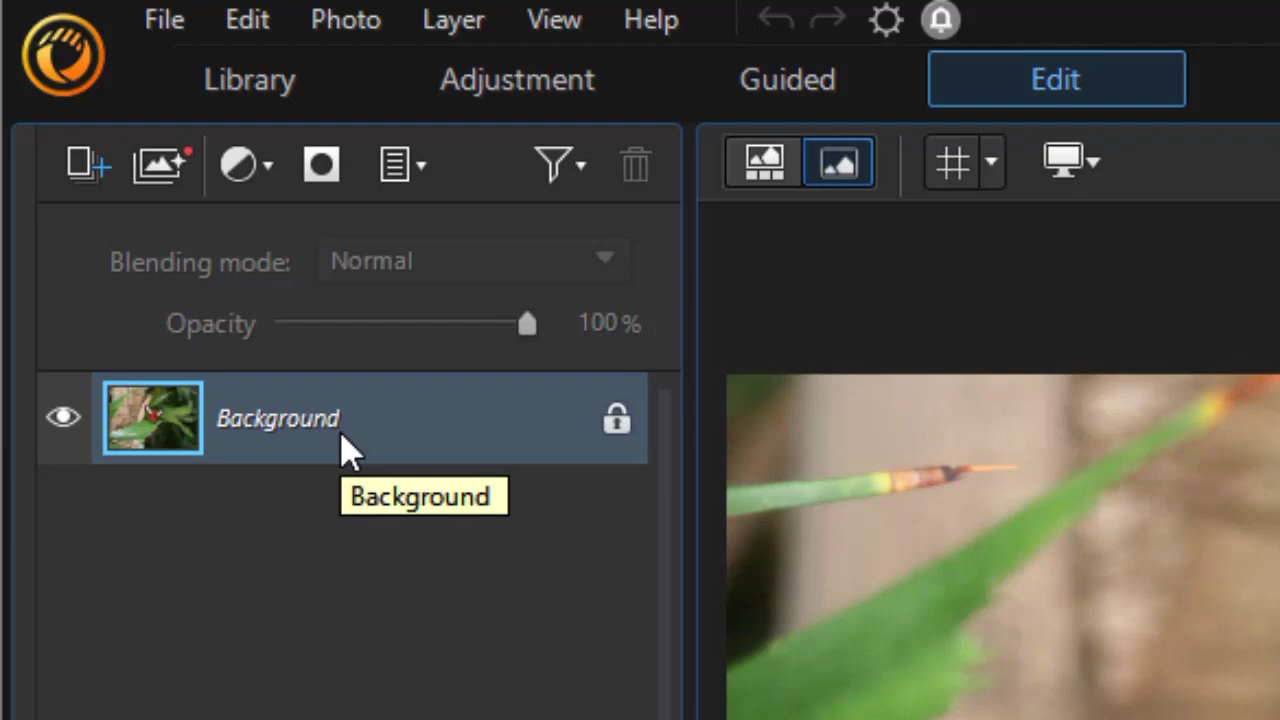 File Edit Photo Layer View Help
Library Adjustment Guided Edit
Blending mode: Normal
Opacity 100 %
Background
Background